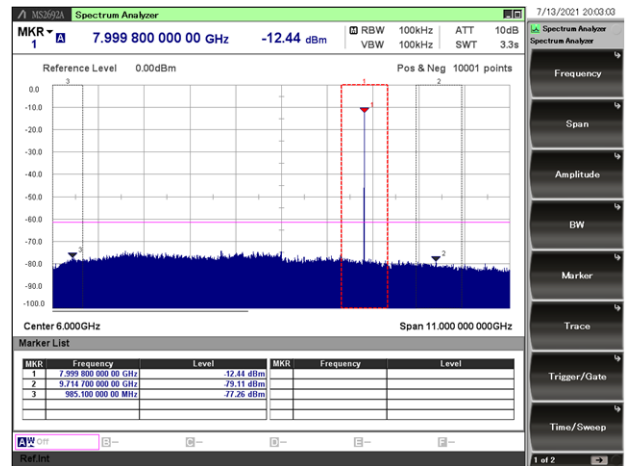 MS2692A Spectrum Analyzer
7/13/2021 20:03:03
MKR 1 A 7.999 800 000 00 GHz -12.44 dBm
M RBW 100kHz ATT 10dB
VBW 100kHz SWT 3.3s
Spectrum Analyzer
Spectrum Analyzer
Reference Level 0.00dBm
Pos & Neg 10001 points
3 1 2
0.0
-10.0
-20.0
-30.0
-40.0
-50.0
-60.0
-70.0
-80.0
-90.0
-100.0
1
3
2
Center 6.000GHz
Span 11.000 000 000GHz
Marker List
MKR Frequency Level MKR Frequency Level
1 7.999 800 000 00 GHz -12.44 dBm
2 9.714 700 000 00 GHz -79.11 dBm
3 985.100 000 00 MHz -77.26 dBm
A W Off B – C – D – E – F –
Ref.Int
Frequency
Span
Amplitude
BW
Marker
Trace
Trigger/Gate
Time/Sweep
1 of 2